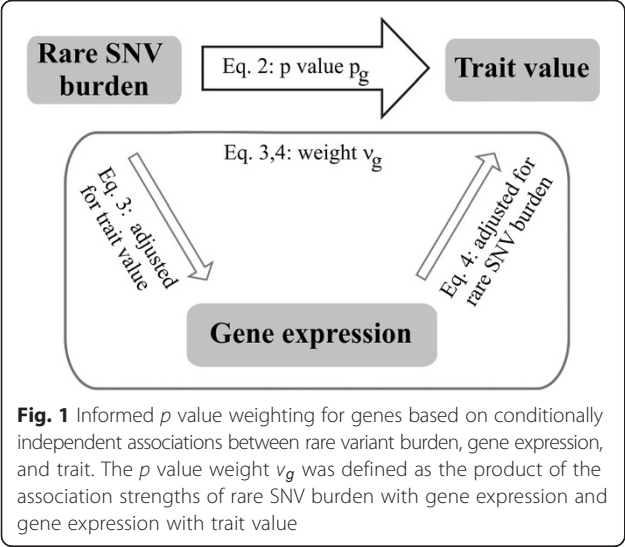 Rare SNV
burden
Eq. 2: p value pg
Trait value
Eq. 3,4: weight νg
Eq. 3: adjusted
for trait value
Eq. 4: adjusted for
rare SNV burden
Gene expression
Fig. 1 Informed p value weighting for genes based on conditionally
independent associations between rare variant burden, gene expression,
and trait. The p value weight νg was defined as the product of the
association strengths of rare SNV burden with gene expression and
gene expression with trait value